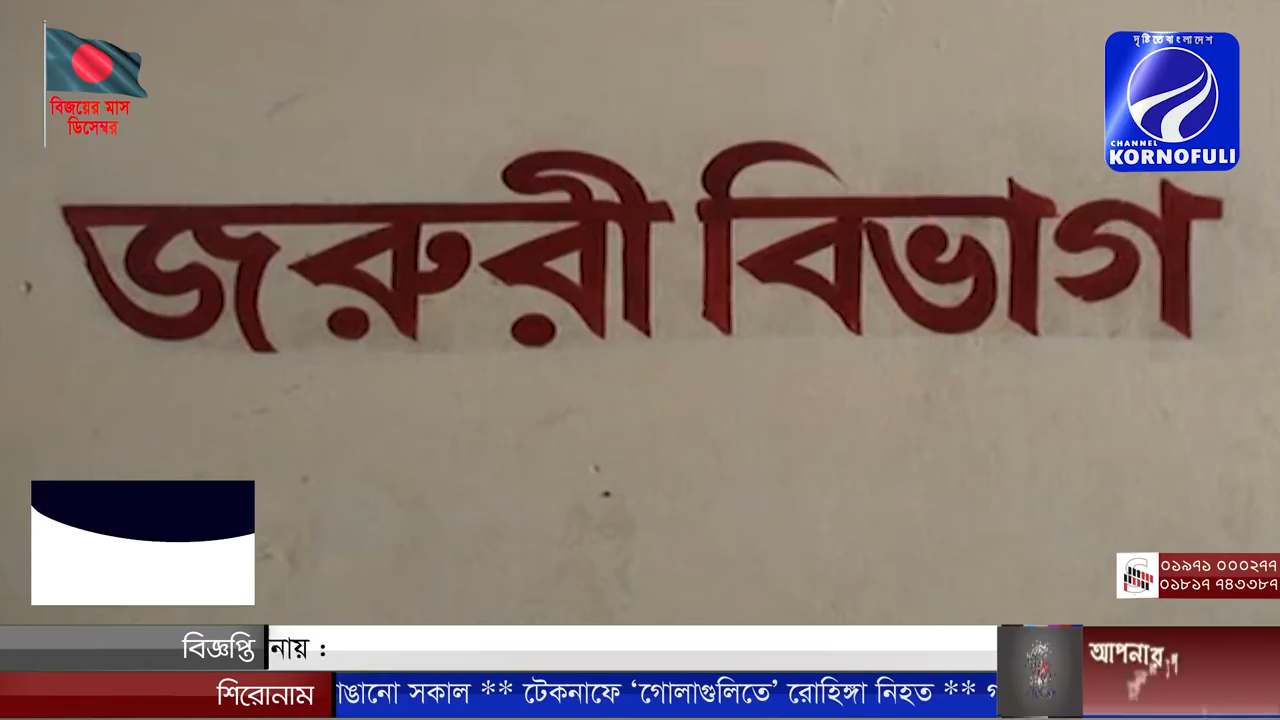 বিজয়ের মাস
ডিসেম্বর
দৃষ্টিতে বাংলাদেশ
CHANNEL
KORNOFULI
জরুরী বিভাগ
০১৯৭১ ০০০২৭৭
০১৮১৭ ৭৪৩৩৮৭
বিজ্ঞপ্তি নায় :
আপনার
শিরোনাম ঙানো সকাল ** টেকনাফে ‘গোলাগুলিতে’ রোহিঙ্গা নিহত **